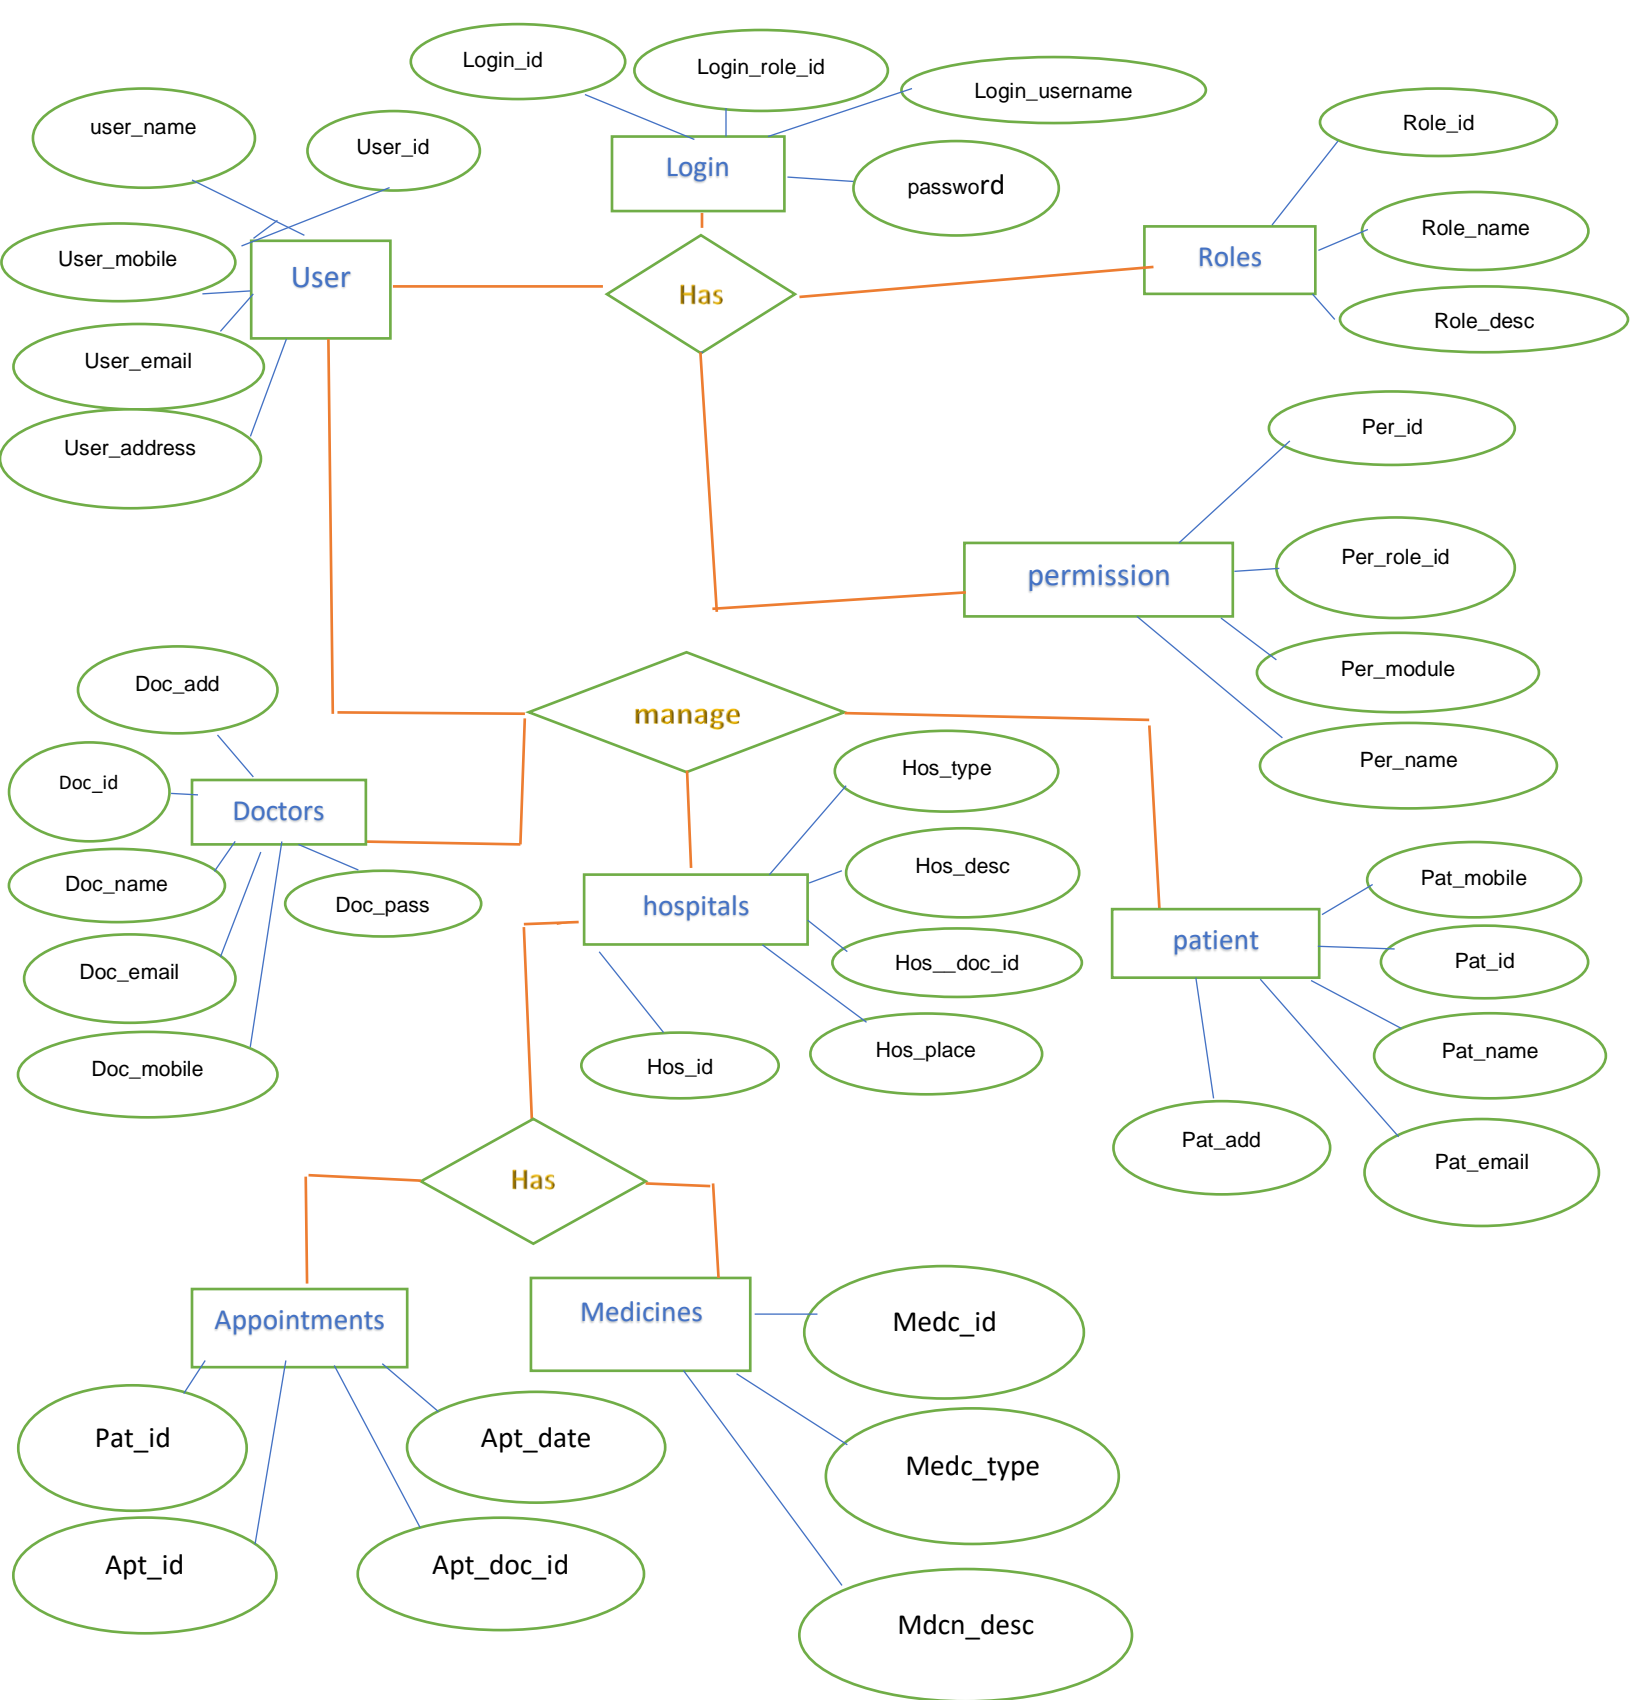 Login_id
Login_role_id
Login_username
user_name
User_id
Role_id
Login
password
Role_name
User_mobile
User
Has
Roles
Role_desc
User_email
User_address
Per_id
permission
Per_role_id
Per_module
Doc_add
manage
Per_name
Hos_type
Doc_id
Doctors
Doc_name
Doc_pass
hospitals
Hos_desc
Pat_mobile
patient
Doc_email
Hos__doc_id
Pat_id
Doc_mobile
Hos_id
Hos_place
Pat_name
Pat_add
Pat_email
Has
Appointments
Medicines
Medc_id
Pat_id
Apt_date
Medc_type
Apt_id
Apt_doc_id
Mdcn_desc